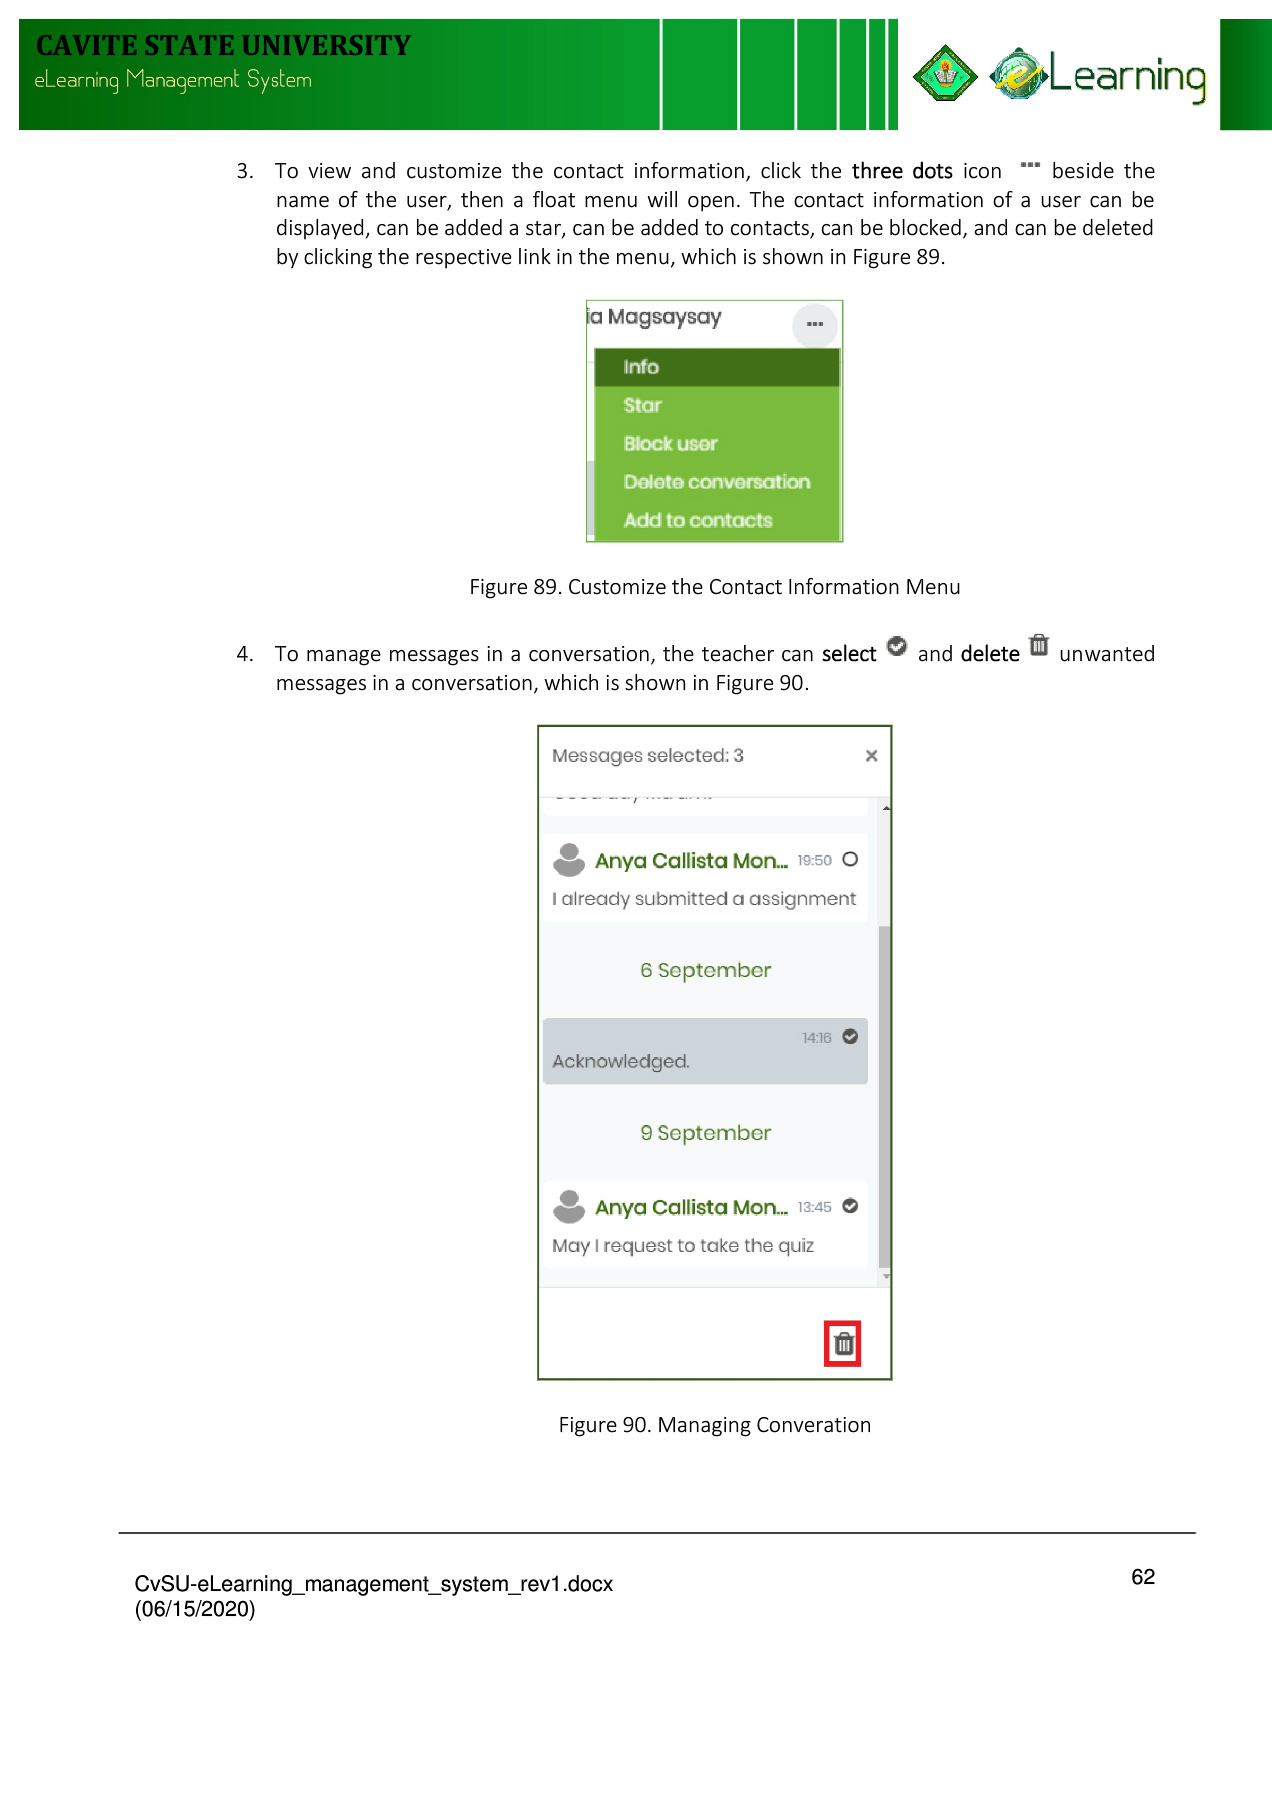 CAVITE STATE UNIVERSITY
eLearning Management System
eLearning
3. To view and customize the contact information, click the three dots icon beside the
name of the user, then a float menu will open. The contact information of a user can be
displayed, can be added a star, can be added to contacts, can be blocked, and can be deleted
by clicking the respective link in the menu, which is shown in Figure 89.
ia Magsaysay
Info
Star
Block user
Delete conversation
Add to contacts
Figure 89. Customize the Contact Information Menu
4. To manage messages in a conversation, the teacher can select and delete unwanted
messages in a conversation, which is shown in Figure 90.
Messages selected: 3
Anya Callista Mon... 19:50
I already submitted a assignment
6 September
14:16
Acknowledged.
9 September
Anya Callista Mon... 13:45
May I request to take the quiz
Figure 90. Managing Converation
CvSU-eLearning_management_system_rev1.docx
(06/15/2020)
62